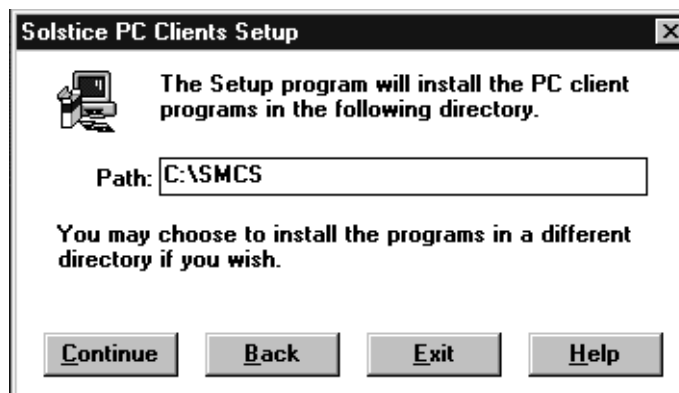 Solstice PC Clients Setup
The Setup program will install the PC client
programs in the following directory.
Path: C:\SMCS
You may choose to install the programs in a different
directory if you wish.
Continue Back Exit Help